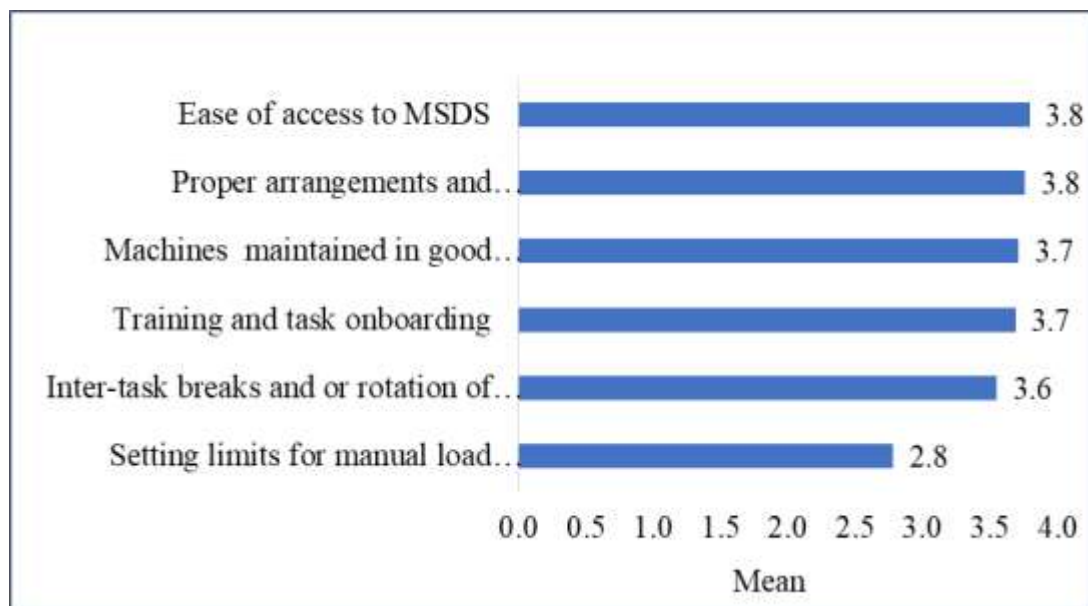 Ease of access to MSDS 3.8
Proper arrangements and… 3.8
Machines maintained in good… 3.7
Training and task onboarding 3.7
Inter-task breaks and or rotation of… 3.6
Setting limits for manual load… 2.8
0.0 0.5 1.0 1.5 2.0 2.5 3.0 3.5 4.0
Mean